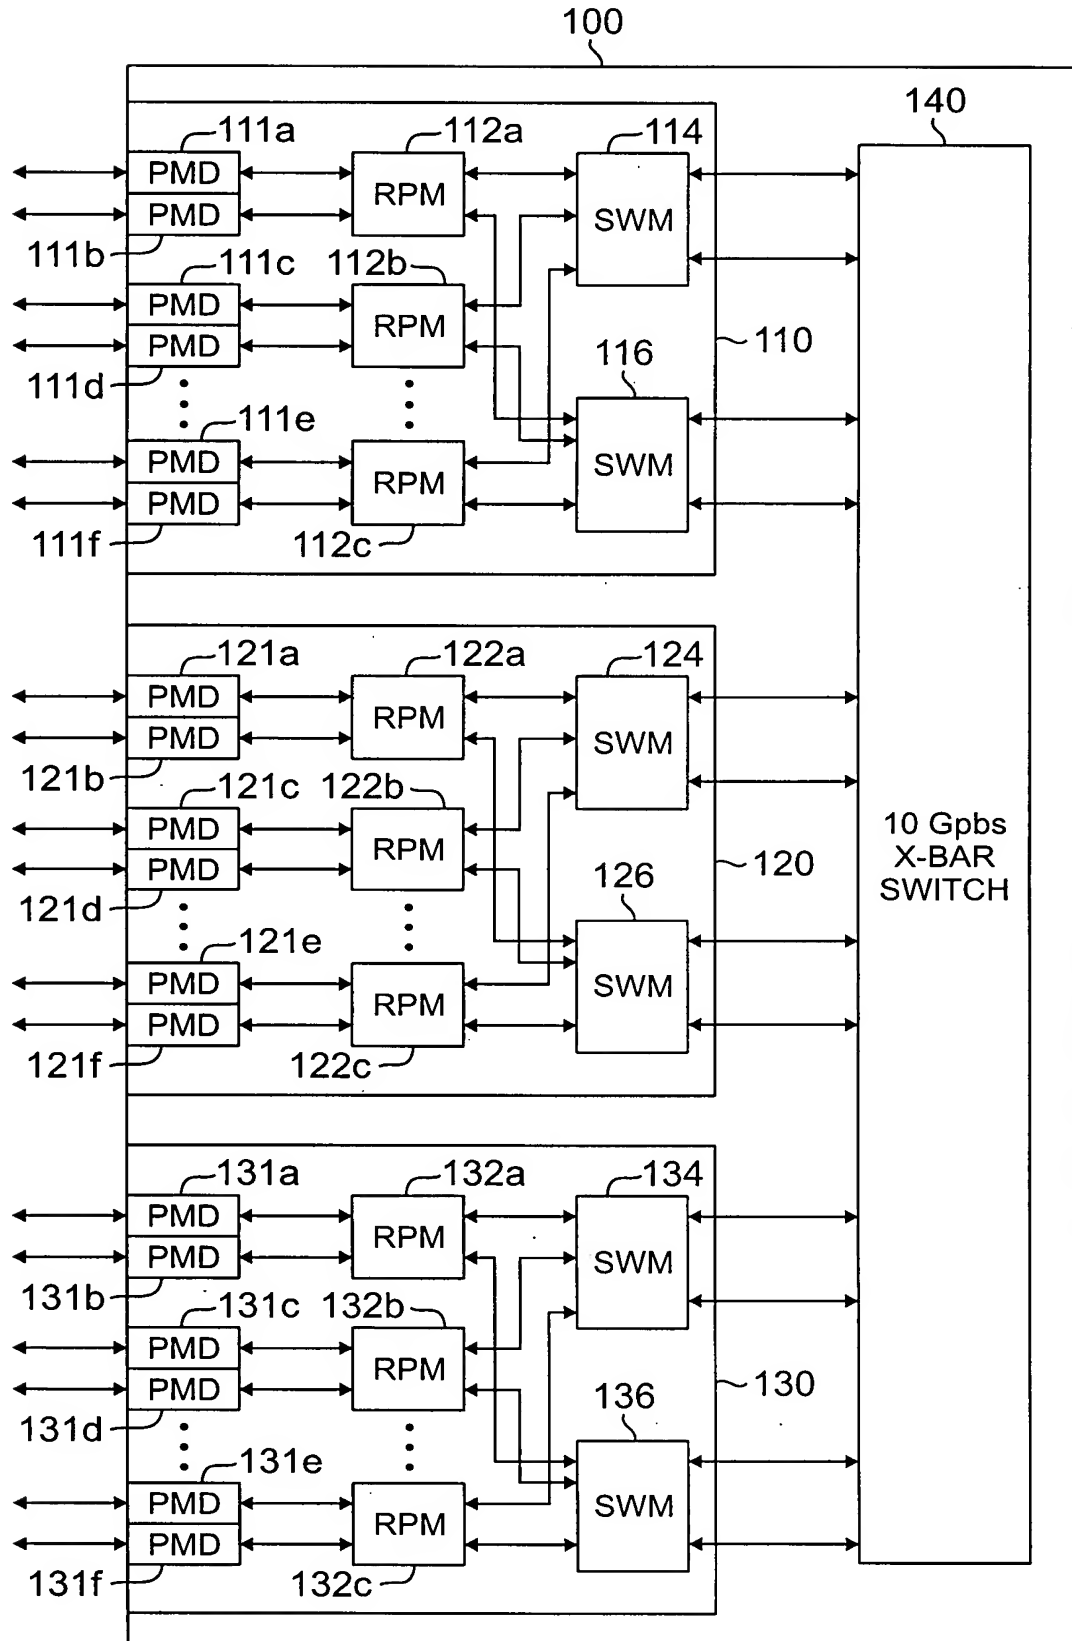 100
140
111a 112a 114
PMD
RPM
SWM
PMD
111b
111c 112b
PMD
RPM
PMD
111d
110
116
111e
PMD
RPM
SWM
PMD
111f
112c
121a 122a 124
PMD
RPM
SWM
PMD
121b
121c 122b
PMD
RPM
PMD
121d
120
126
10 Gpbs
X-BAR
SWITCH
121e
PMD
RPM
SWM
PMD
121f
122c
131a 132a 134
PMD
RPM
SWM
PMD
131b
131c 132b
PMD
RPM
PMD
131d
130
136
131e
PMD
RPM
SWM
PMD
131f
132c